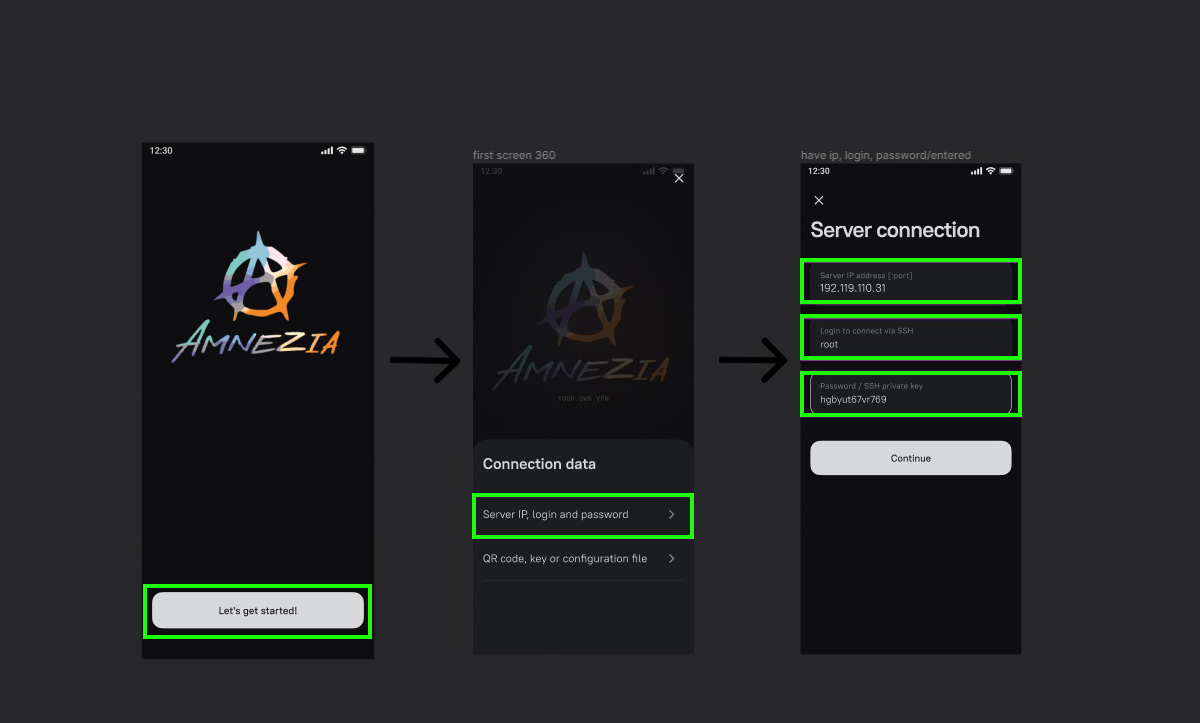 12:30
AMNEZIA
Let's get started!
first screen 360
12:30
AMNEZIA
YOUR OWN VPN
Connection data
Server IP, login and password
QR code, key or configuration file
have ip, login, password/entered
12:30
Server connection
Server IP address [:port]
192.119.110.31
Login to connect via SSH
root
Password / SSH private key
hgbyut67vr769
Continue